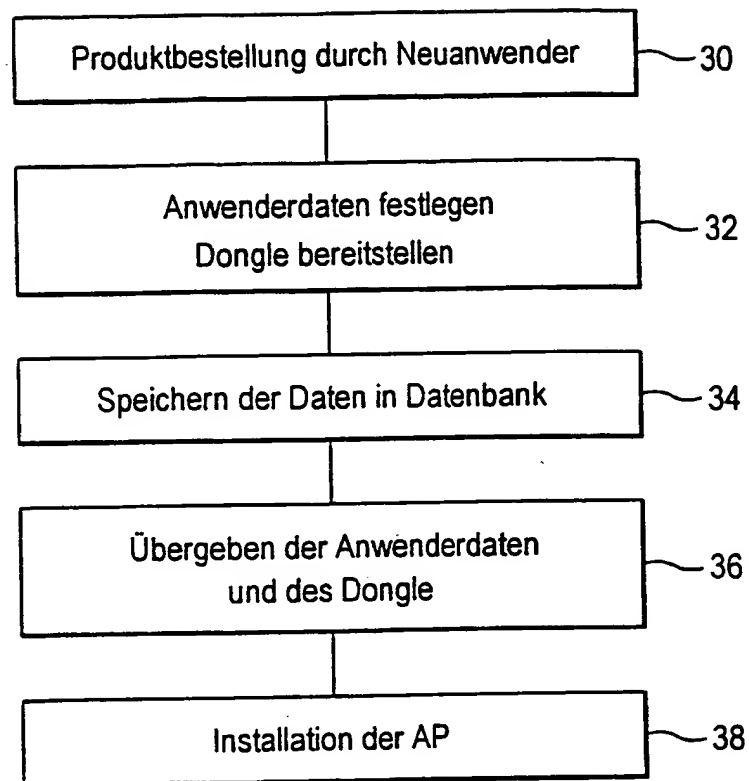 Produktbestellung durch Neuanwender
30
Anwenderdaten festlegen
Dongle bereitstellen
32
Speichern der Daten in Datenbank
34
Übergeben der Anwenderdaten
und des Dongle
36
Installation der AP
38